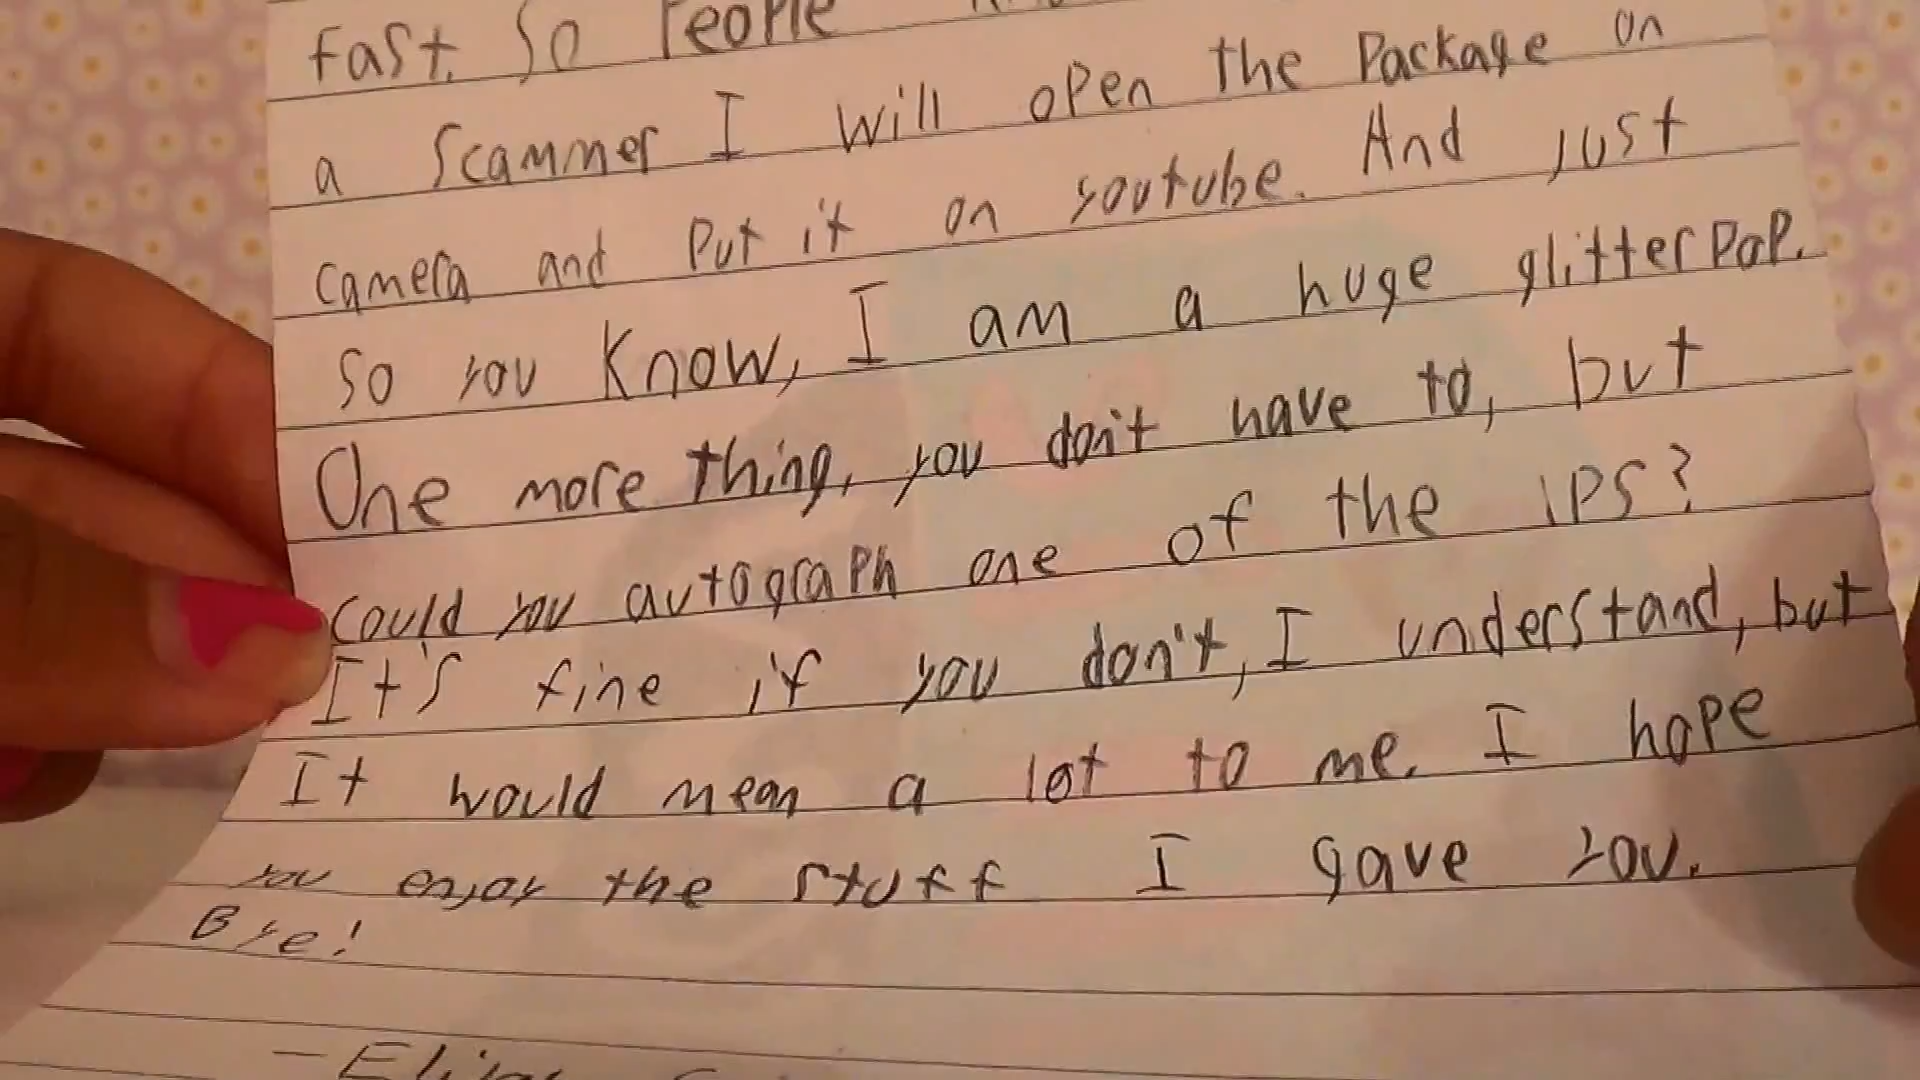 fast. So People
a Scammer I will open the Package on
camera and Put it on youtube. And just
so you Know, I am a huge glitterpop.
One more thing, you don't have to, but
could you autograph one of the lPS?
It's fine if you don't, I understand, but
It would mean a lot to me. I hope
you enjoy the stuff I gave you.
Bye!